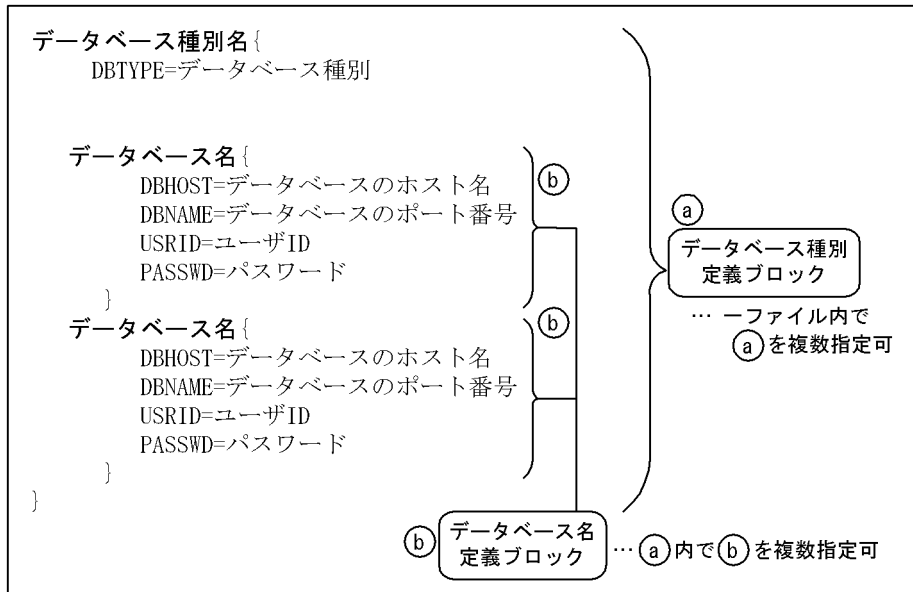 データベース種別名{
DBTYPE=データベース種別
データベース名{
DBHOST=データベースのホスト名
DBNAME=データベースのポート番号
USRID=ユーザID
PASSWD=パスワード
}
データベース名{
DBHOST=データベースのホスト名
DBNAME=データベースのポート番号
USRID=ユーザID
PASSWD=パスワード
}
}
b
b
a
データベース種別
定義ブロック
… 一ファイル内で
aを複数指定可
b
データベース名
定義ブロック
…a内でbを複数指定可